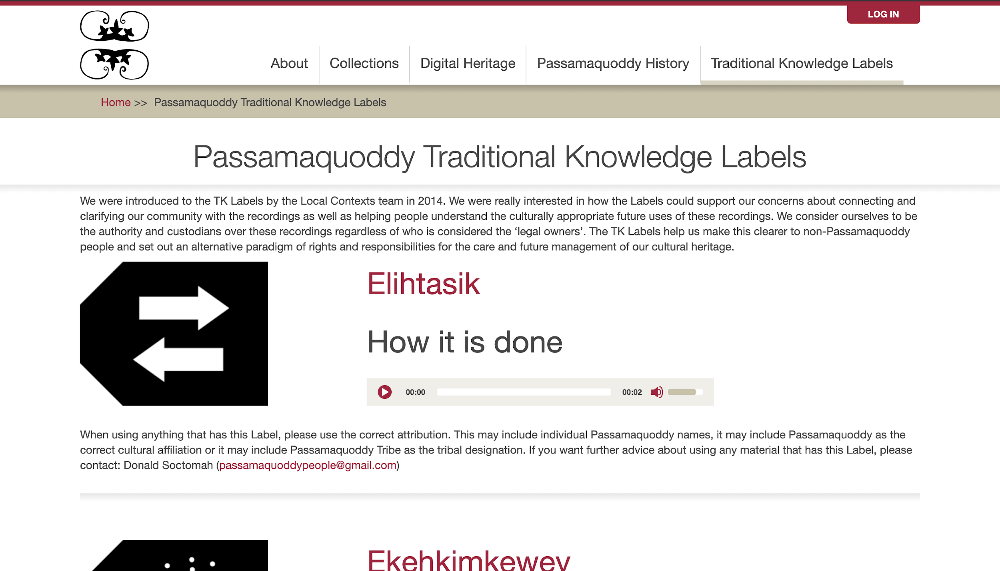 LOG IN
About
Collections
Digital Heritage
Passamaquoddy History
Traditional Knowledge Labels
Home >> Passamaquoddy Traditional Knowledge Labels
Passamaquoddy Traditional Knowledge Labels
We were introduced to the TK Labels by the Local Contexts team in 2014. We were really interested in how the Labels could support our concerns about connecting and
clarifying our community with the recordings as well as helping people understand the culturally appropriate future uses of these recordings. We consider ourselves to be
the authority and custodians over these recordings regardless of who is considered the ‘legal owners’. The TK Labels help us make this clearer to non-Passamaquoddy
people and set out an alternative paradigm of rights and responsibilities for the care and future management of our cultural heritage.
Elihtasik
How it is done
00:00
00:02
When using anything that has this Label, please use the correct attribution. This may include individual Passamaquoddy names, it may include Passamaquoddy as the
correct cultural affiliation or it may include Passamaquoddy Tribe as the tribal designation. If you want further advice about using any material that has this Label, please
contact: Donald Soctomah (passamaquoddypeople@gmail.com)
Ekehkimkewey